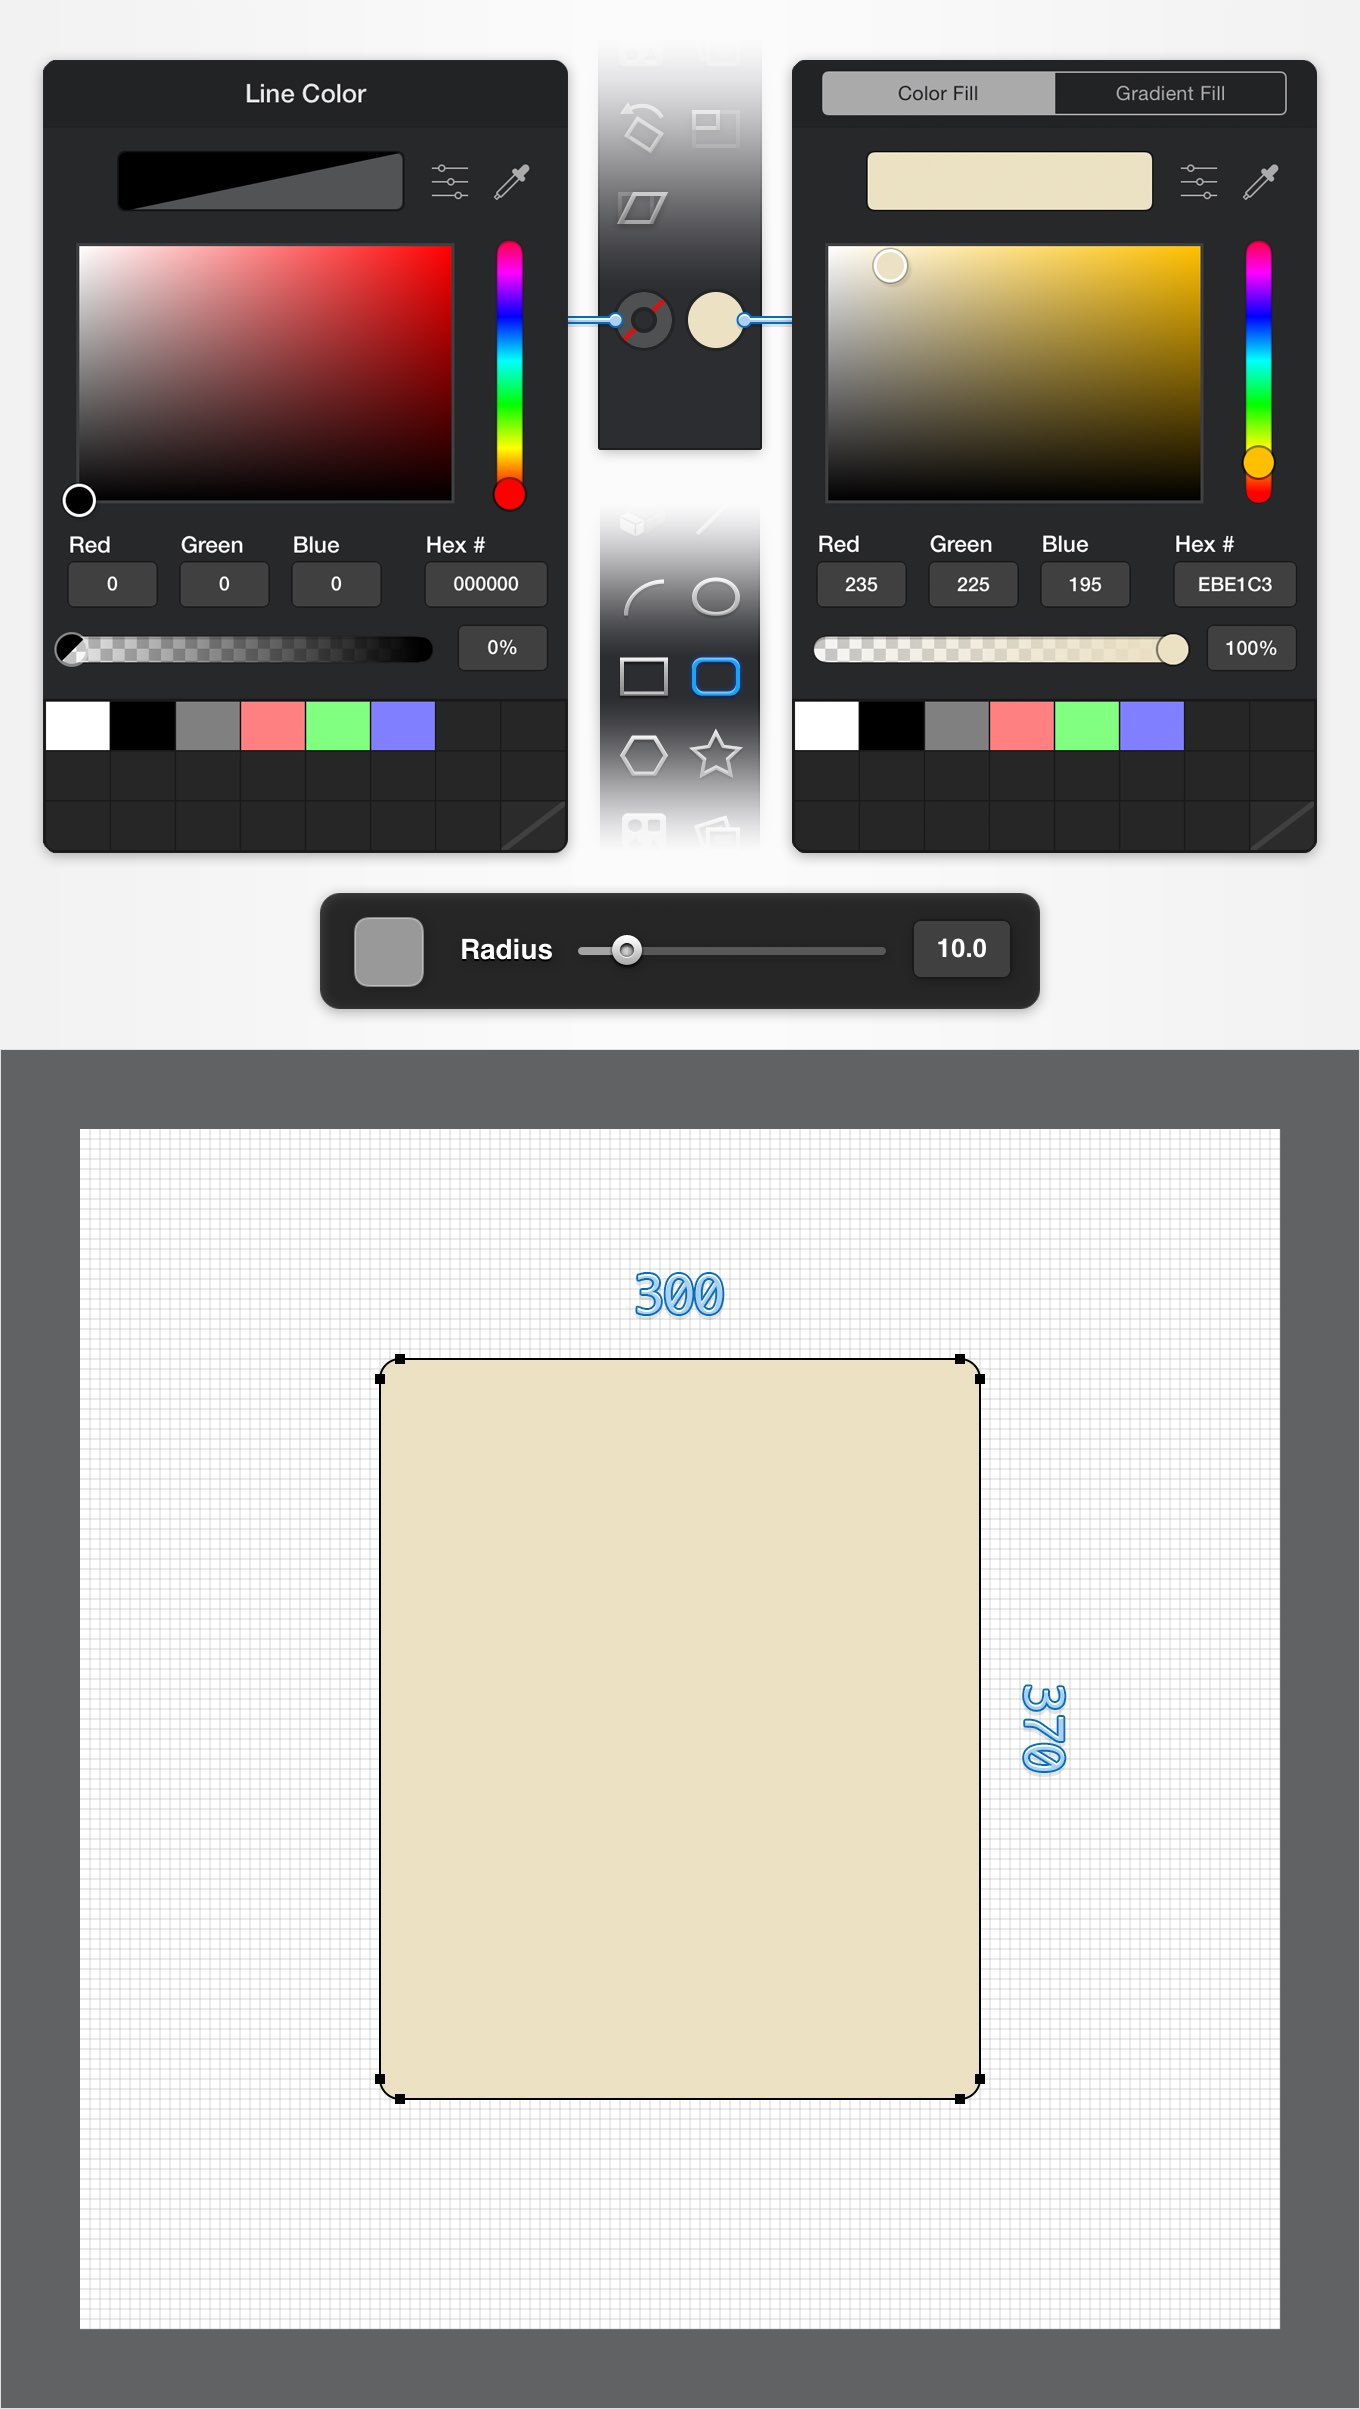 Line Color
Color Fill
Gradient Fill
Red
Green
Blue
Hex #
0
0
0
000000
0%
Red
Green
Blue
Hex #
235
225
195
EBE1C3
100%
Radius
10.0
300
370